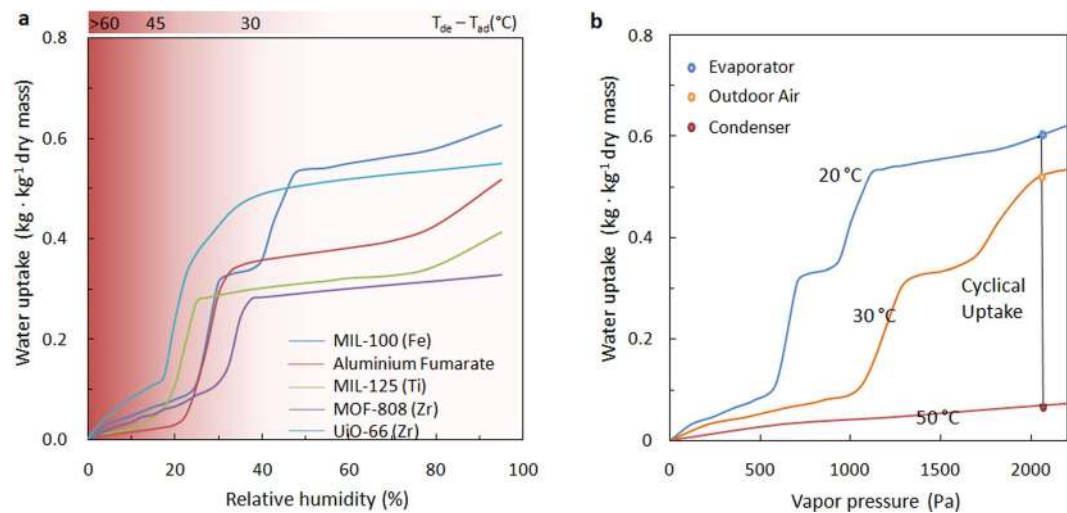 a
>60 45 30 T de – T ad (°C)
0.8
0.6
0.4
0.2
0.0
Water uptake (kg · kg⁻¹ dry mass)
MIL-100 (Fe)
Aluminium Fumarate
MIL-125 (Ti)
MOF-808 (Zr)
UiO-66 (Zr)
0 20 40 60 80 100
Relative humidity (%)
b
0.8
0.6
0.4
0.2
0.0
Water uptake (kg · kg⁻¹ dry mass)
Evaporator
Outdoor Air
Condenser
20 °C
30 °C
Cyclical
Uptake
50 °C
0 500 1000 1500 2000
Vapor pressure (Pa)